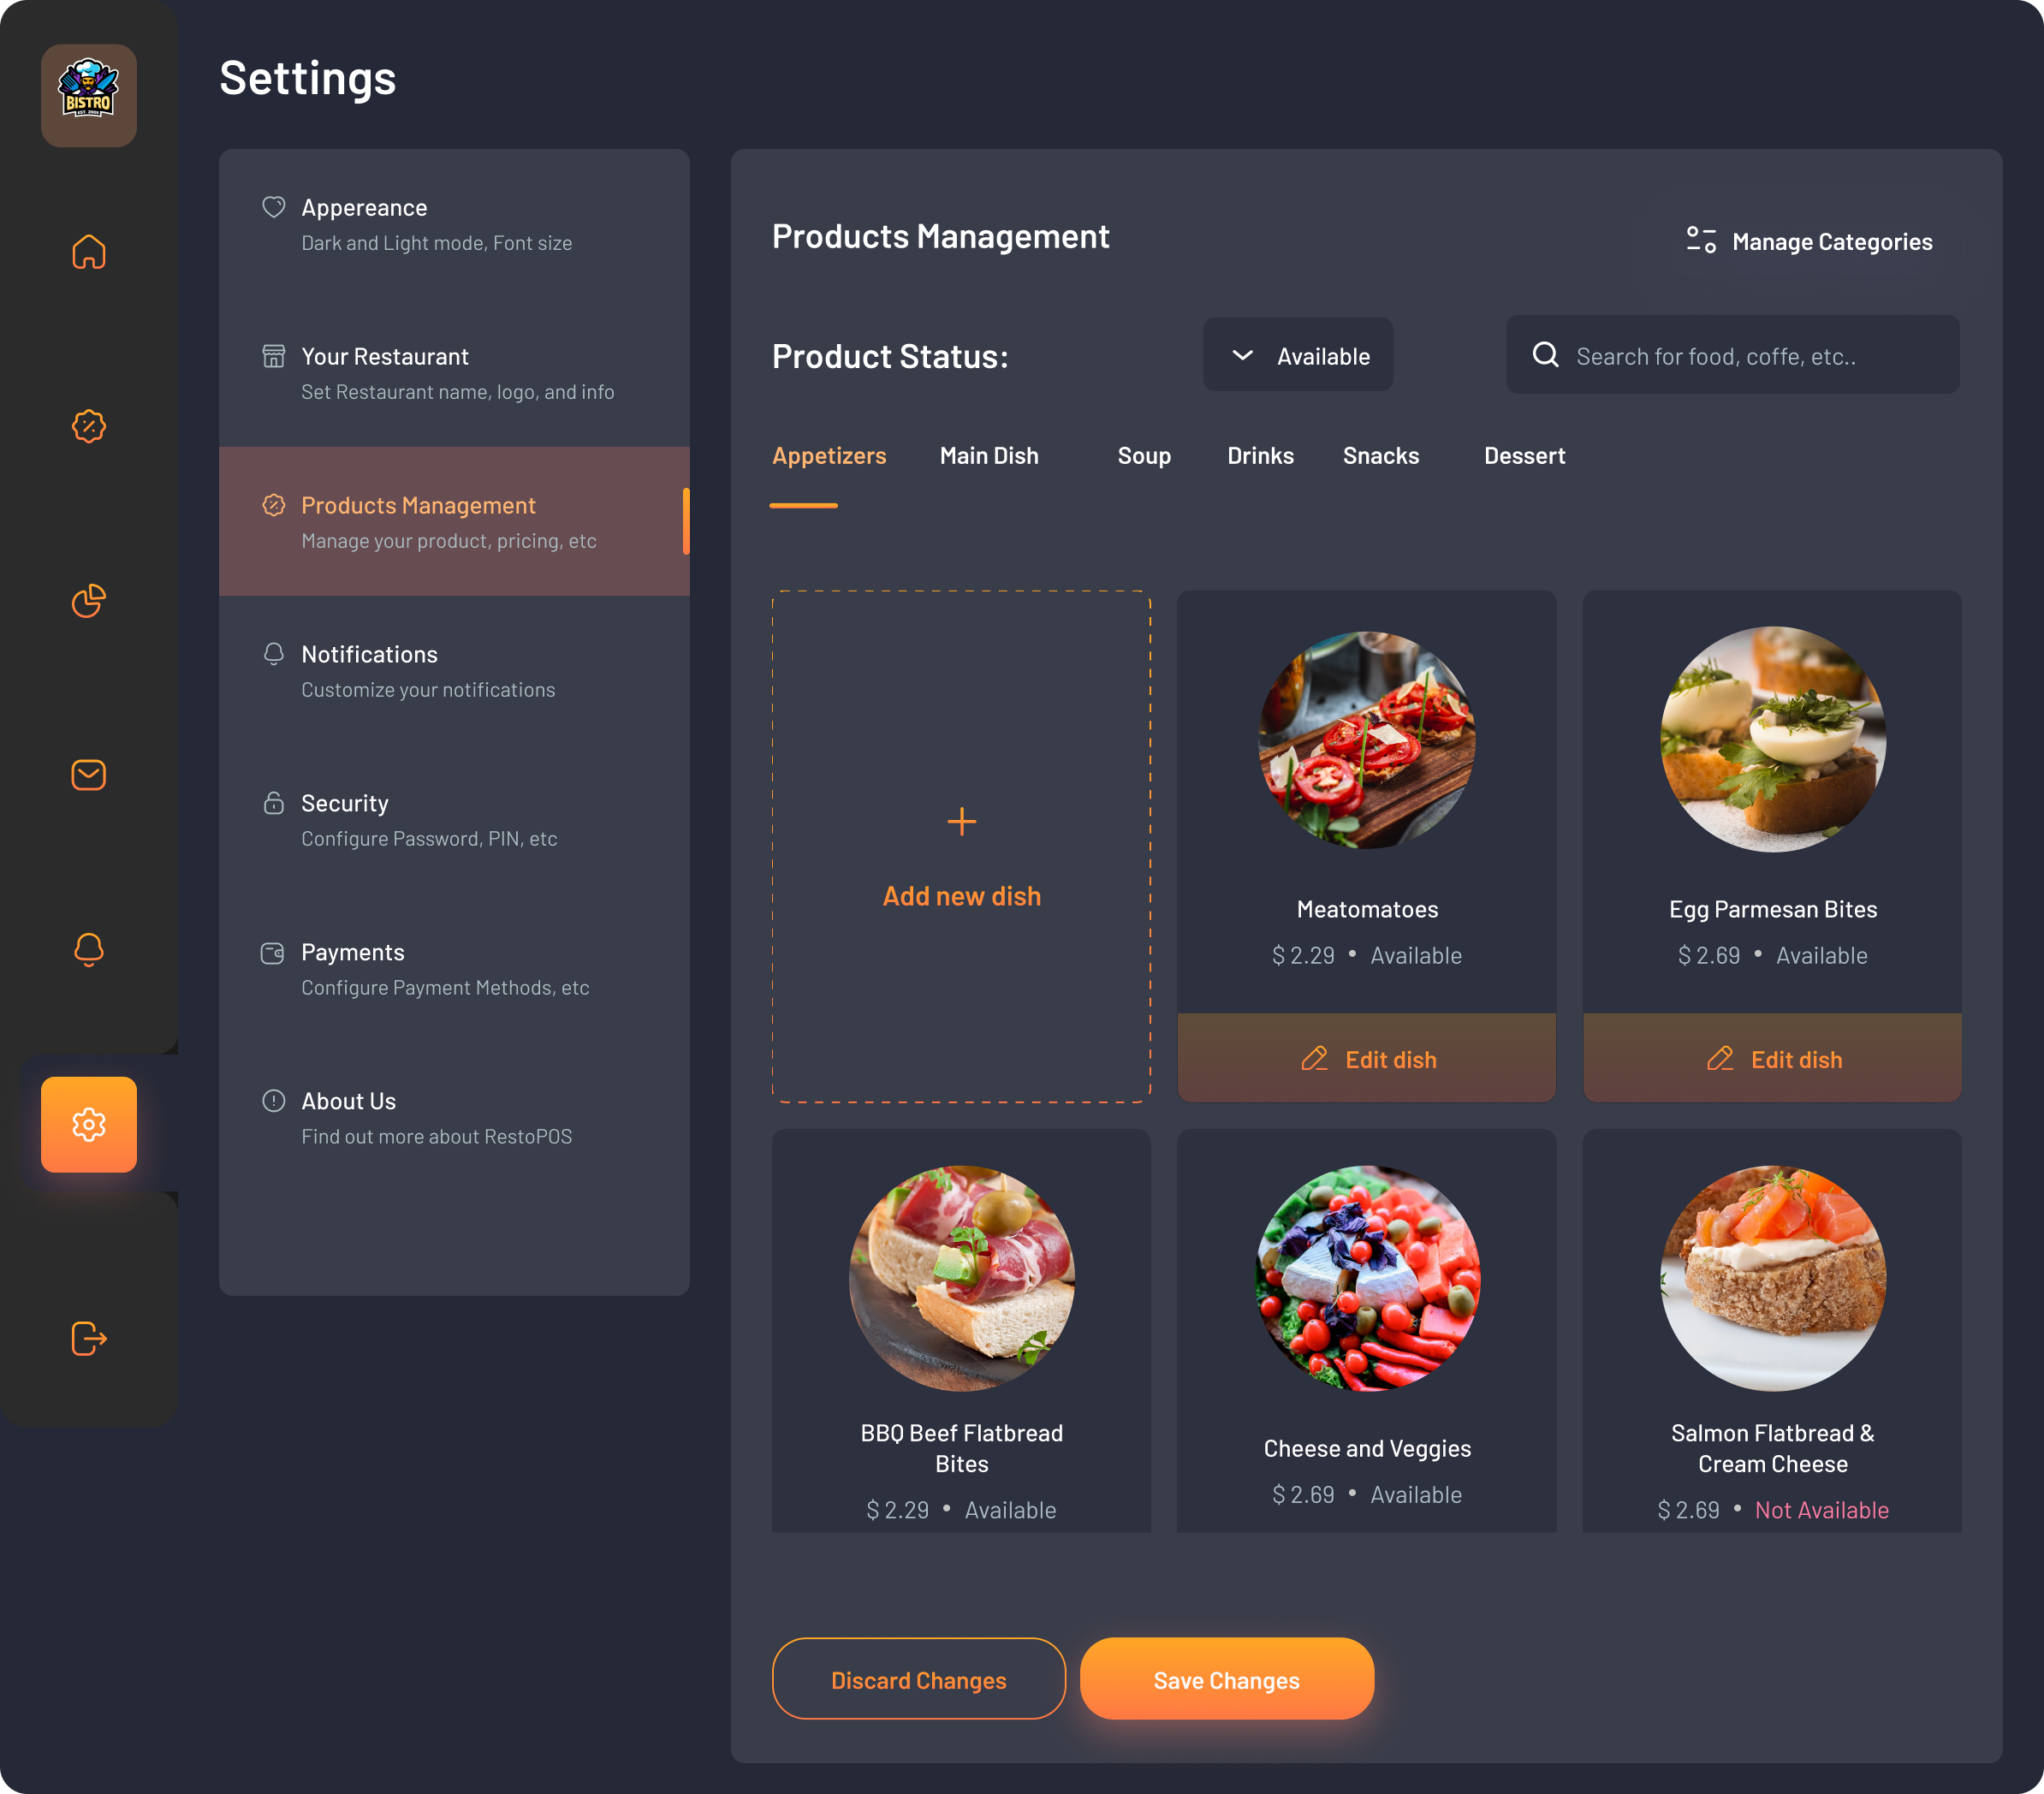 BISTRO
Settings
Appereance
Dark and Light mode, Font size
Your Restaurant
Set Restaurant name, logo, and info
Products Management
Manage your product, pricing, etc
Notifications
Customize your notifications
Security
Configure Password, PIN, etc
Payments
Configure Payment Methods, etc
About Us
Find out more about RestoPOS
Products Management
Manage Categories
Product Status:
Available
Search for food, coffe, etc..
Appetizers Main Dish Soup Drinks Snacks Dessert
Add new dish
Meatomatoes
$ 2.29 • Available
Edit dish
Egg Parmesan Bites
$ 2.69 • Available
Edit dish
BBQ Beef Flatbread
Bites
$ 2.29 • Available
Cheese and Veggies
$ 2.69 • Available
Salmon Flatbread &
Cream Cheese
$ 2.69 • Not Available
Discard Changes
Save Changes